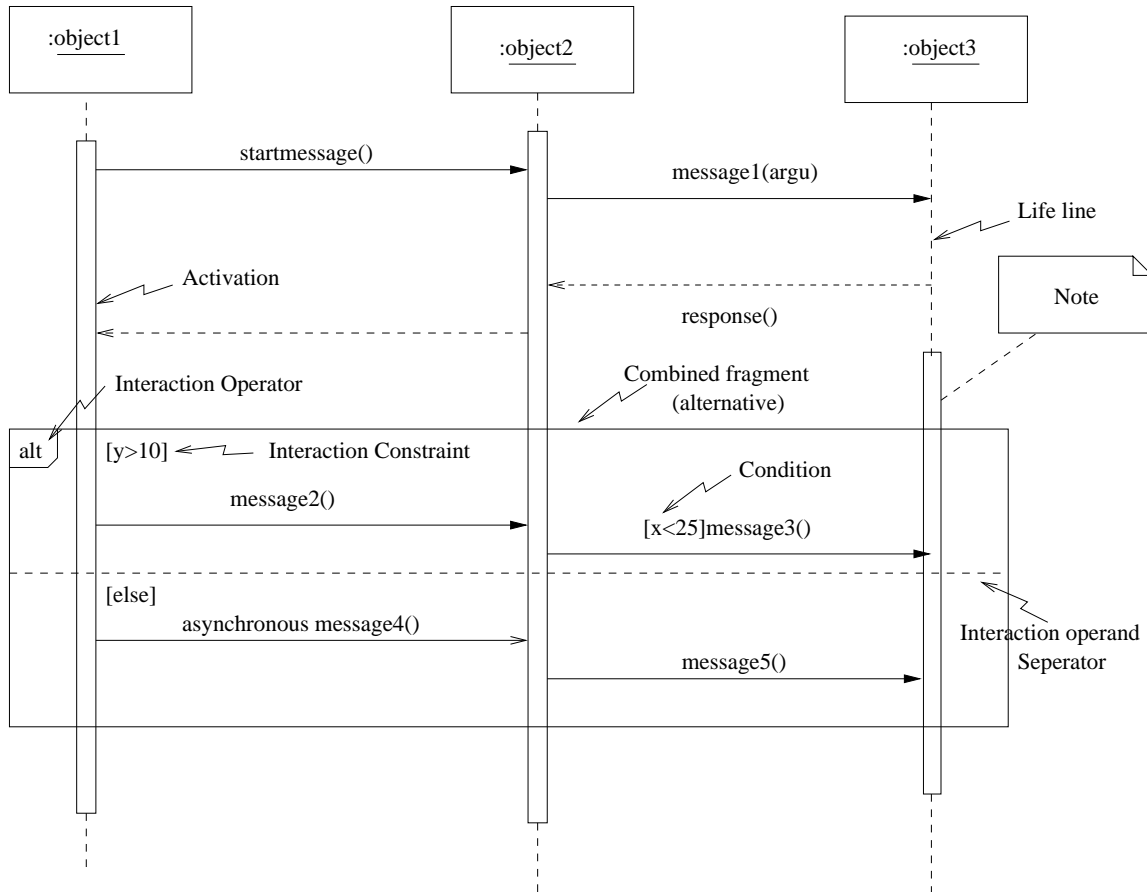 :object1
:object2
:object3
startmessage()
message1(argu)
Life line
Activation
Note
response()
Interaction Operator
Combined fragment
(alternative)
alt
[y>10]
Interaction Constraint
Condition
message2()
[x<25]message3()
[else]
asynchronous message4()
Interaction operand
Seperator
message5()